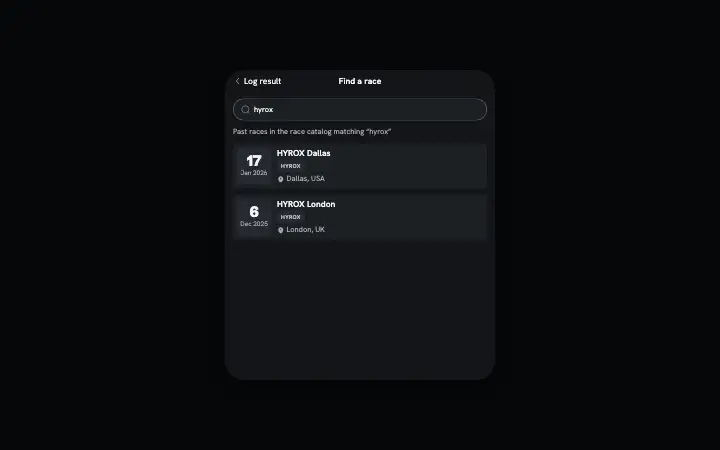 Log result
Find a race
hyrox
Past races in the race catalog matching “hyrox”
17
Jan 2026
HYROX Dallas
HYROX
Dallas, USA
6
Dec 2025
HYROX London
HYROX
London, UK